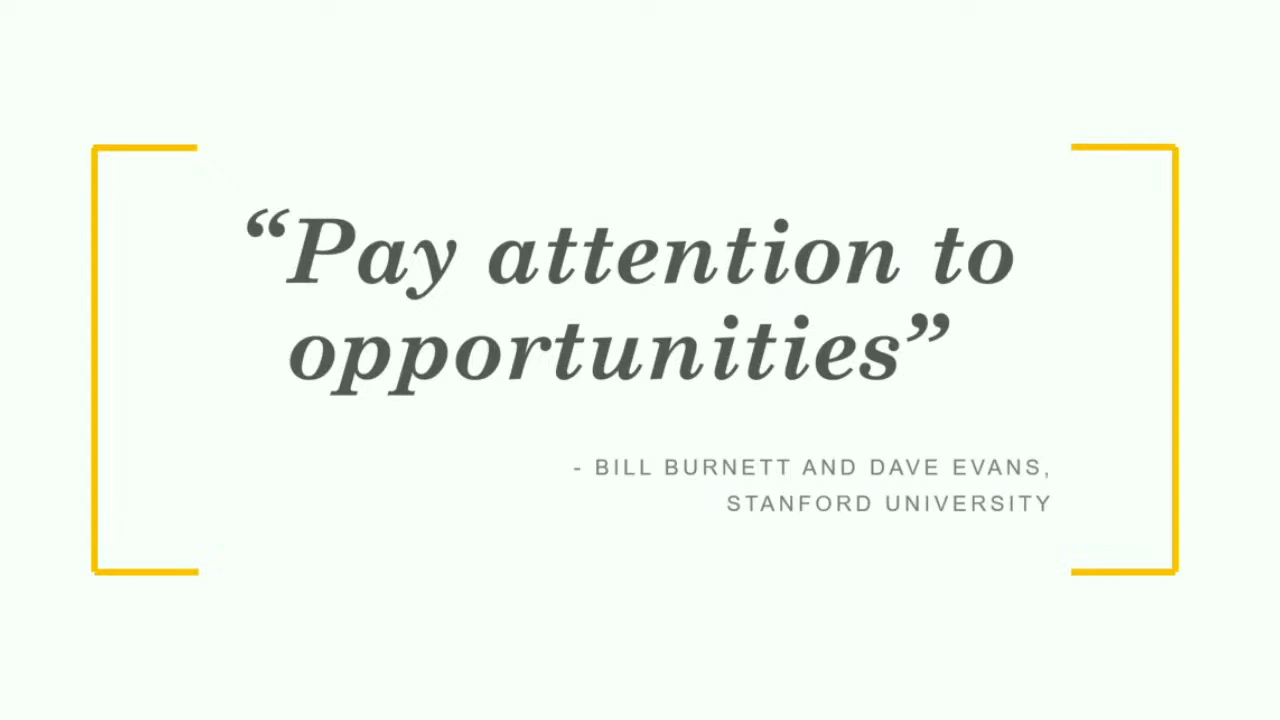 “Pay attention to
opportunities”
- BILL BURNETT AND DAVE EVANS,
STANFORD UNIVERSITY